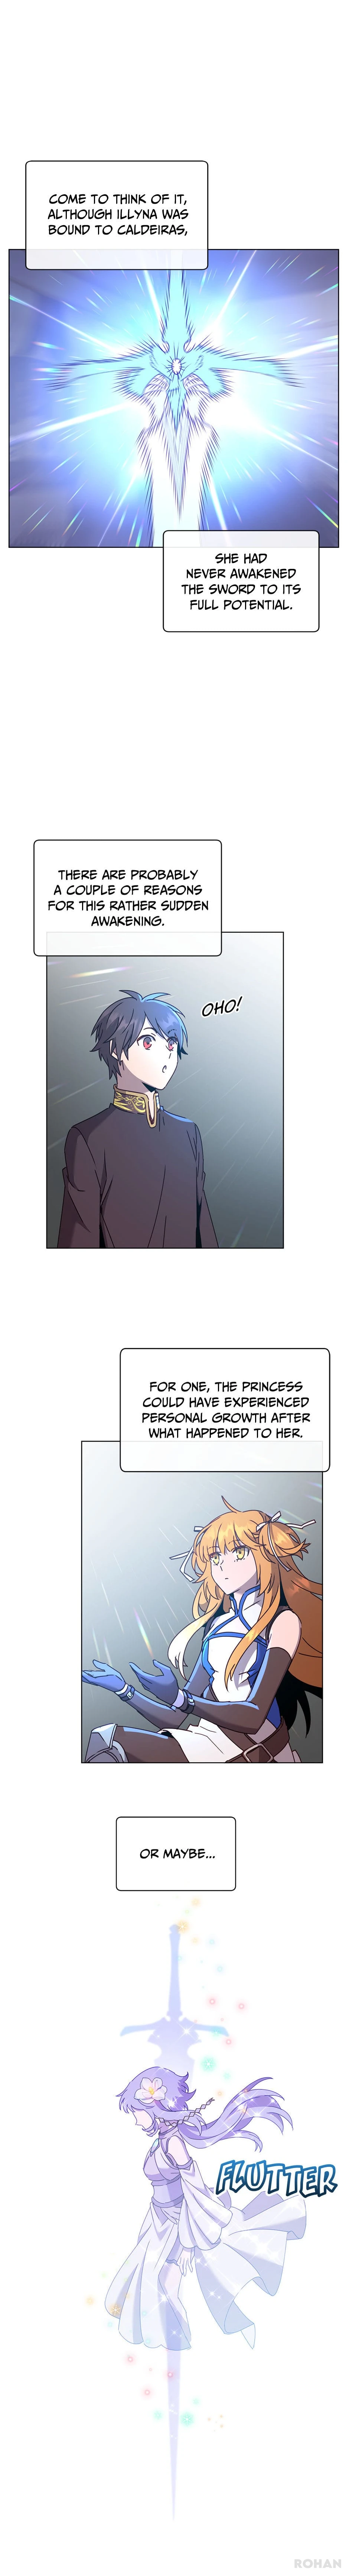 COME TO THINK OF IT,
ALTHOUGH ILLYNA WAS
BOUND TO CALDEIRAS,
SHE HAD
NEVER AWAKENED
THE SWORD TO ITS
FULL POTENTIAL.
THERE ARE PROBABLY
A COUPLE OF REASONS
FOR THIS RATHER SUDDEN
AWAKENING.
OHO!
FOR ONE, THE PRINCESS
COULD HAVE EXPERIENCED
PERSONAL GROWTH AFTER
WHAT HAPPENED TO HER.
OR MAYBE...
FLUTTER
ROHAN